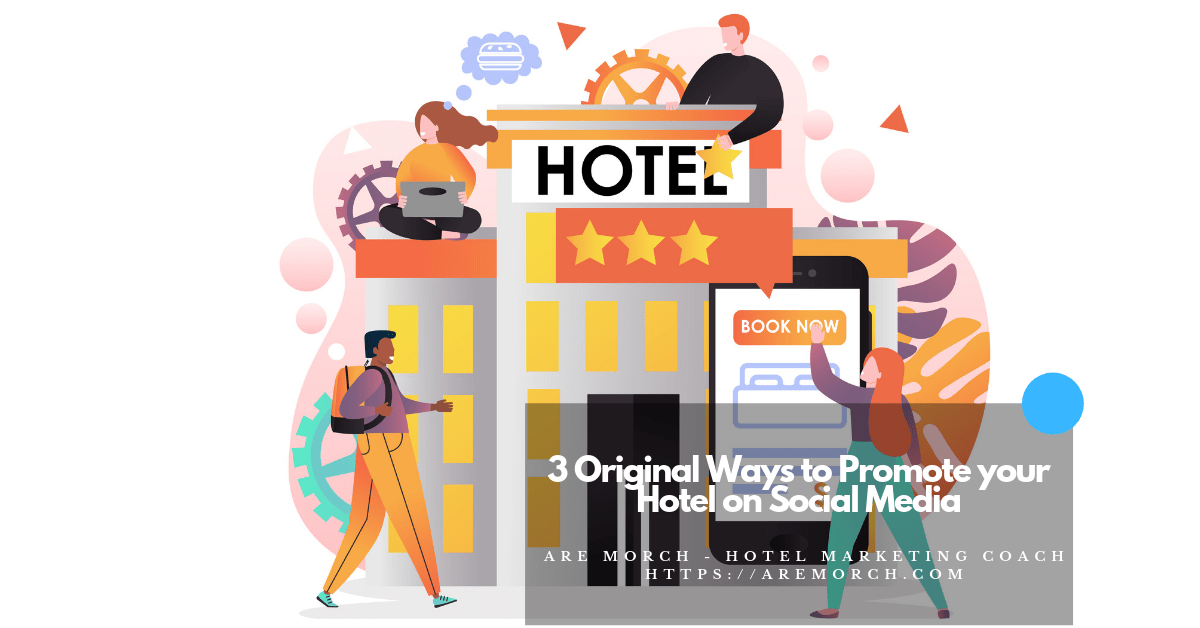 HOTEL
BOOK NOW
3 Original Ways to Promote your
Hotel on Social Media
ARE MORCH - HOTEL MARKETING COACH
HTTPS://AREMORCH.COM